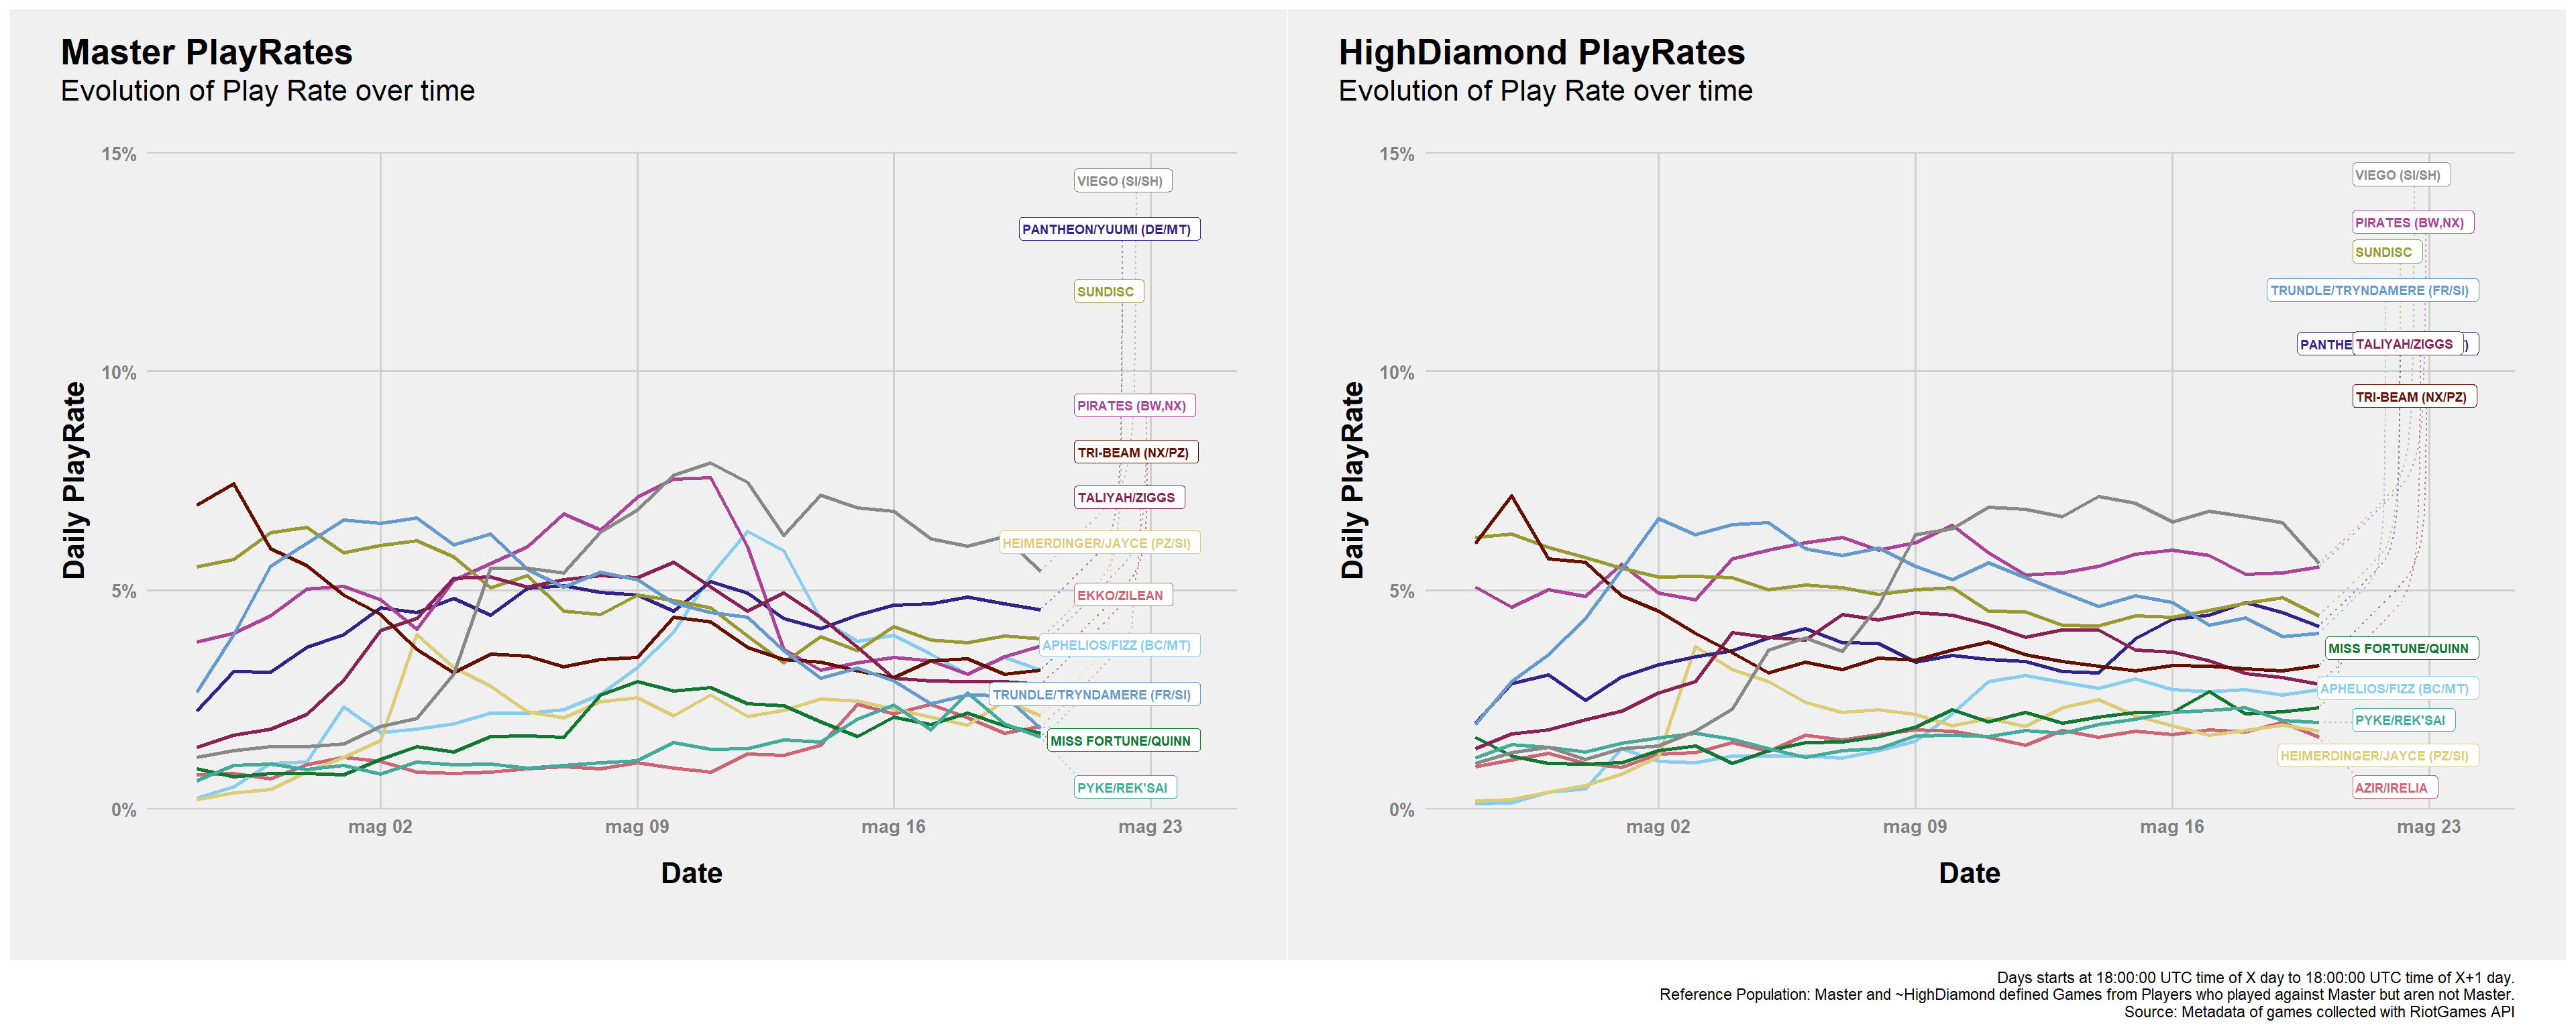 Master PlayRates
Evolution of Play Rate over time
Daily PlayRate
15%
10%
5%
0%
VIEGO (SI/SH)
PANTHEON/YUUMI (DE/MT)
SUNDISC
PIRATES (BW,NX)
TRI-BEAM (NX/PZ)
TALIYAH/ZIGGS
HEIMERDINGER/JAYCE (PZ/SI)
EKKO/ZILEAN
APHELIOS/FIZZ (BC/MT)
TRUNDLE/TRYNDAMERE (FR/SI)
MISS FORTUNE/QUINN
PYKE/REK'SAI
mag 02
mag 09
mag 16
mag 23
Date
HighDiamond PlayRates
Evolution of Play Rate over time
Daily PlayRate
15%
10%
5%
0%
VIEGO (SI/SH)
PIRATES (BW,NX)
SUNDISC
TRUNDLE/TRYNDAMERE (FR/SI)
TALIYAH/ZIGGS
TRI-BEAM (NX/PZ)
MISS FORTUNE/QUINN
APHELIOS/FIZZ (BC/MT)
PYKE/REK'SAI
HEIMERDINGER/JAYCE (PZ/SI)
AZIR/IRELIA
mag 02
mag 09
mag 16
mag 23
Date
Days starts at 18:00:00 UTC time of X day to 18:00:00 UTC time of X+1 day.
Reference Population: Master and ~HighDiamond defined Games from Players who played against Master but aren not Master.
Source: Metadata of games collected with RiotGames API